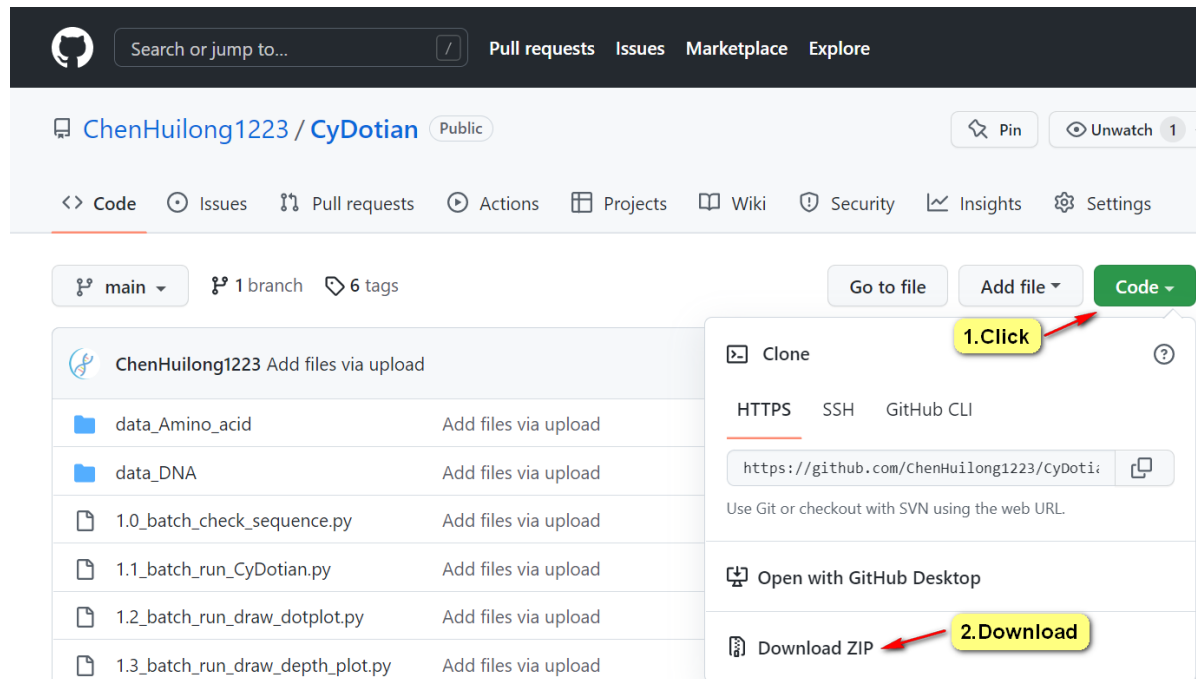 Search or jump to... / Pull requests Issues Marketplace Explore
ChenHuilong1223 / CyDotian Public Pin Unwatch 1
<> Code Issues Pull requests Actions Projects Wiki Security Insights Settings
main 1 branch 6 tags Go to file Add file Code
1.Click
ChenHuilong1223 Add files via upload
Clone ?
HTTPS SSH GitHub CLI
https://github.com/ChenHuilong1223/CyDotia
Use Git or checkout with SVN using the web URL.
Open with GitHub Desktop
2.Download
Download ZIP
data_Amino_acid Add files via upload
data_DNA Add files via upload
1.0_batch_check_sequence.py Add files via upload
1.1_batch_run_CyDotian.py Add files via upload
1.2_batch_run_draw_dotplot.py Add files via upload
1.3_batch_run_draw_depth_plot.py Add files via upload